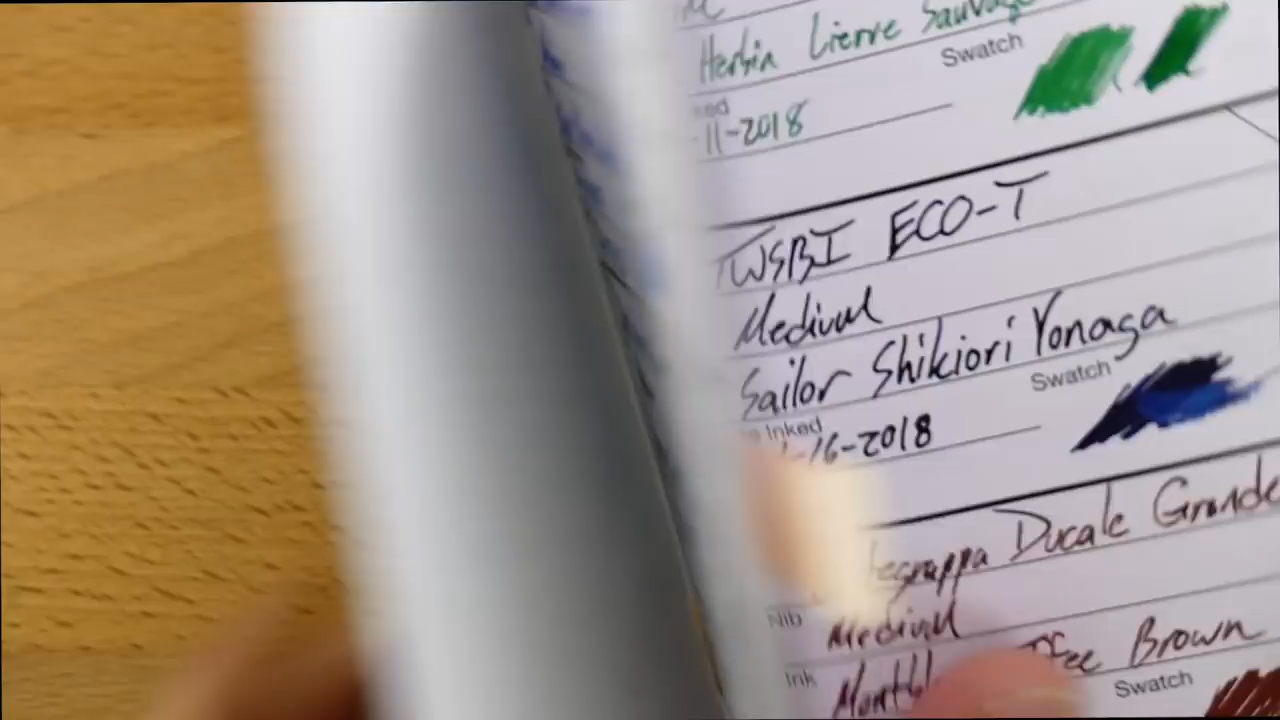 Herbin Lierre Sauvage
Swatch
-11-2018
TWSBI ECO-T
Medium
Sailor Shikiori Yonaga
Swatch
Inked
-16-2018
Ducale Grande
Nib
Medium
Ink
Brown
Swatch